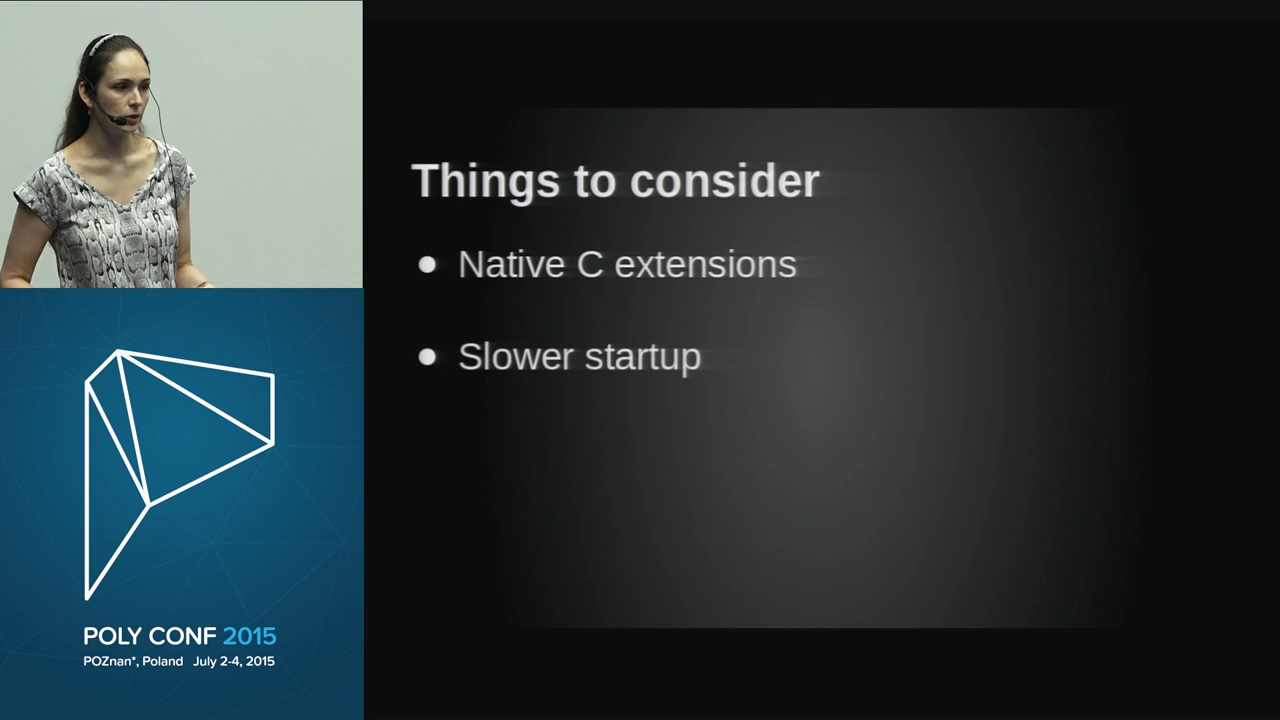 Things to consider
Native C extensions
Slower startup
POLY CONF 2015
POZnan*, Poland July 2-4, 2015